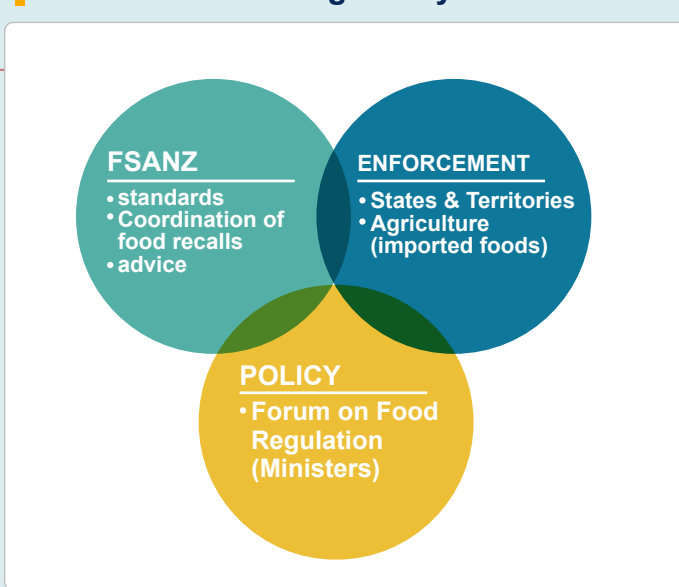 FSANZ
• standards
• Coordination of
food recalls
• advice
ENFORCEMENT
• States & Territories
• Agriculture
(imported foods)
POLICY
• Forum on Food
Regulation
(Ministers)